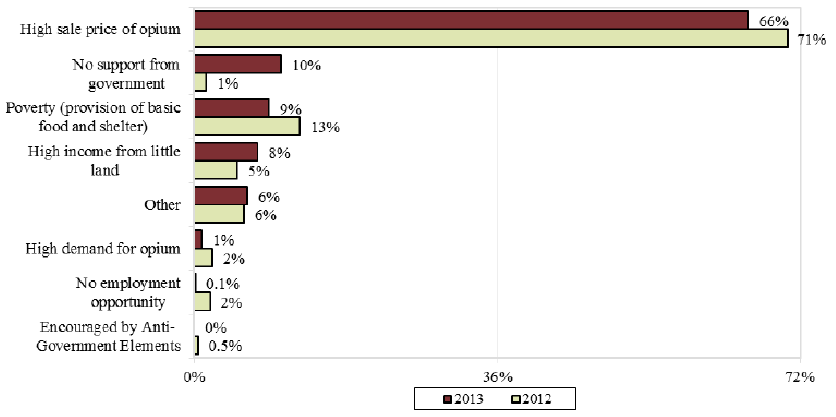 High sale price of opium
66%
71%
No support from
government
10%
1%
Poverty (provision of basic
food and shelter)
9%
13%
High income from little
land
8%
5%
Other
6%
6%
High demand for opium
1%
2%
No employment
opportunity
0.1%
2%
Encouraged by Anti-
Government Elements
0%
0.5%
0% 36% 72%
2013 2012